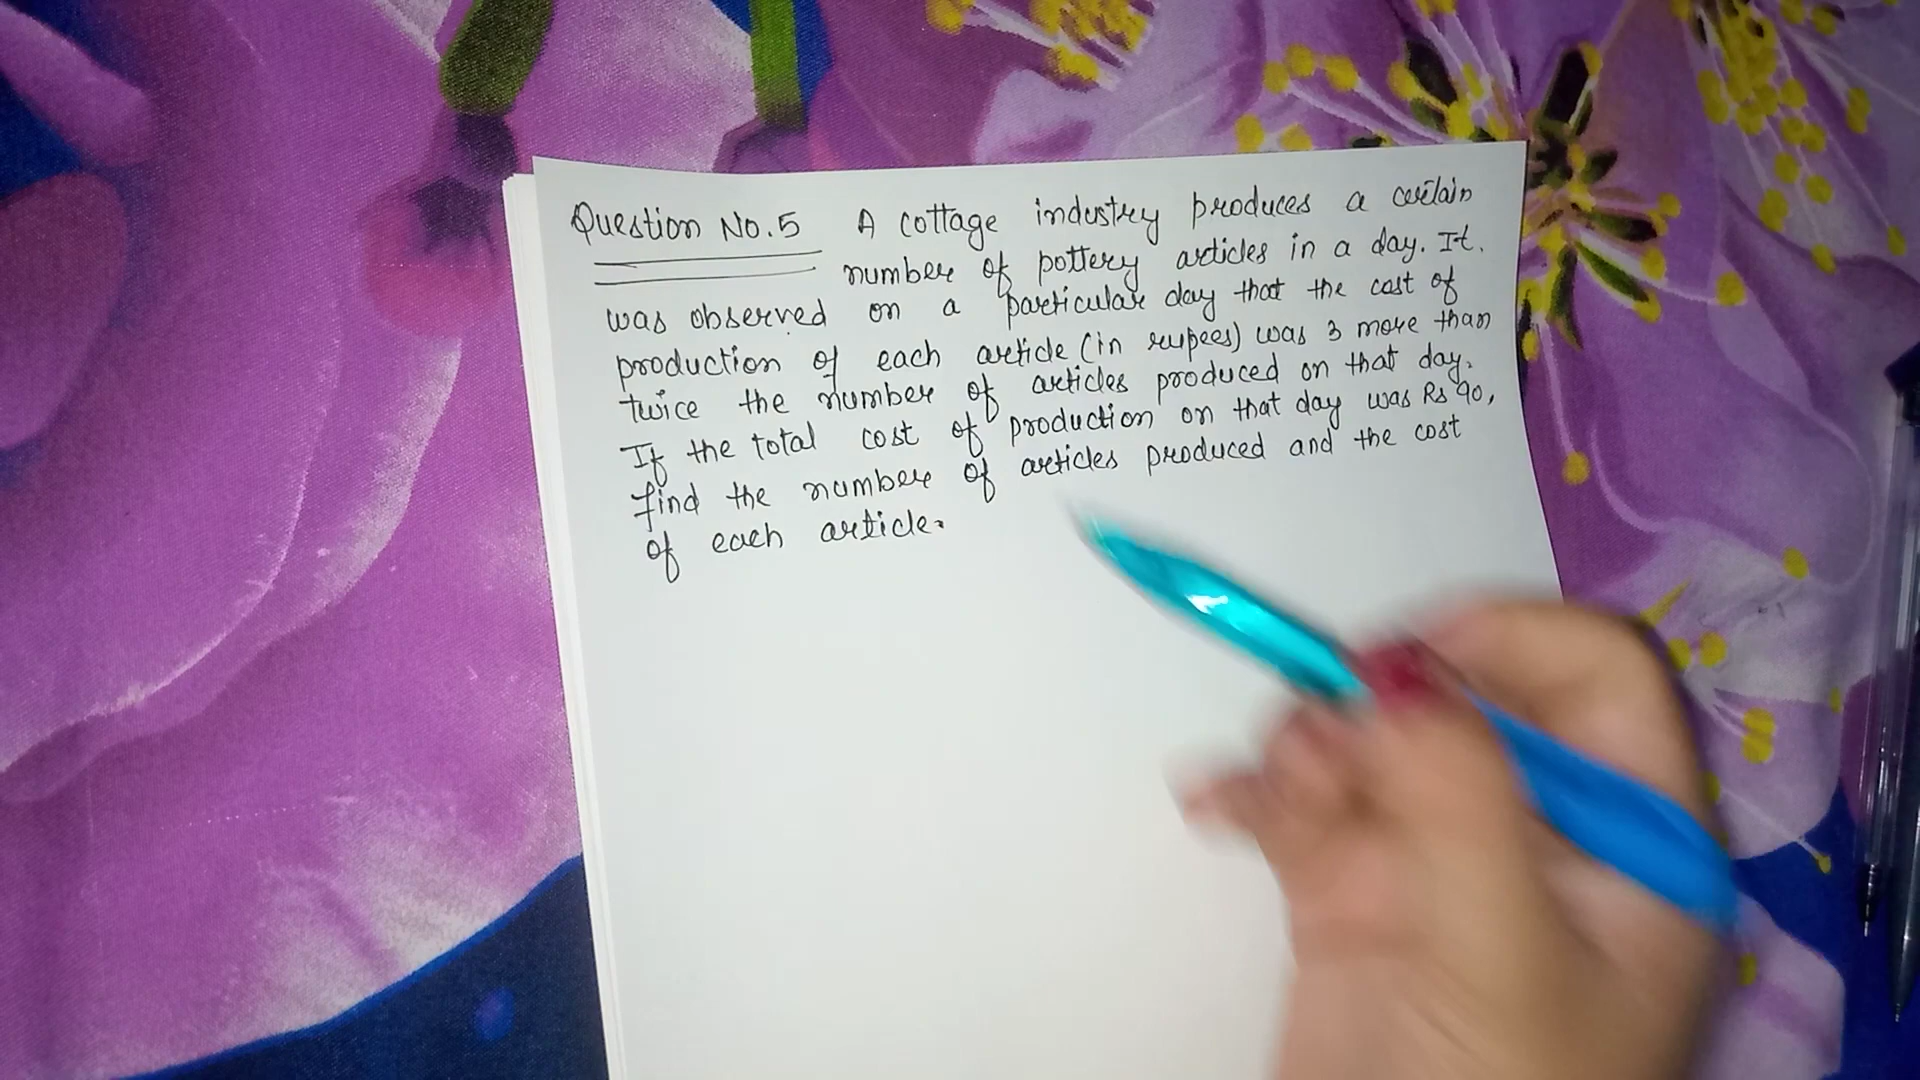 Question No.5 A cottage industry produces a certain
number of pottery articles in a day. It
was observed on a particular day that the cost of
production of each article (in rupees) was 3 more than
twice the number of articles produced on that day.
If the total cost of production on that day was Rs 90,
find the number of articles produced and the cost
of each article.